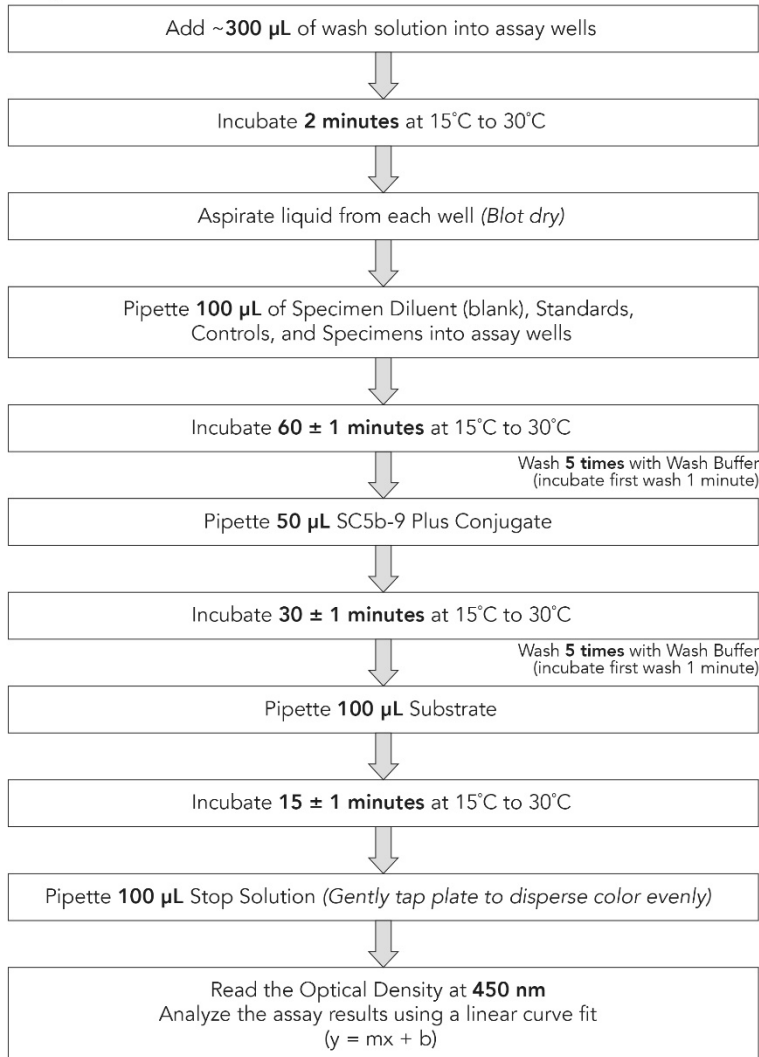 Add ~300 µL of wash solution into assay wells
Incubate 2 minutes at 15˚C to 30˚C
Aspirate liquid from each well (Blot dry)
Pipette 100 µL of Specimen Diluent (blank), Standards,
Controls, and Specimens into assay wells
Incubate 60 ± 1 minutes at 15˚C to 30˚C
Wash 5 times with Wash Buffer
(incubate first wash 1 minute)
Pipette 50 µL SC5b-9 Plus Conjugate
Incubate 30 ± 1 minutes at 15˚C to 30˚C
Wash 5 times with Wash Buffer
(incubate first wash 1 minute)
Pipette 100 µL Substrate
Incubate 15 ± 1 minutes at 15˚C to 30˚C
Pipette 100 µL Stop Solution (Gently tap plate to disperse color evenly)
Read the Optical Density at 450 nm
Analyze the assay results using a linear curve fit
(y = mx + b)